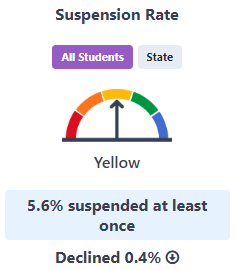 Suspension Rate
All Students State
Yellow
5.6% suspended at least
once
Declined 0.4%